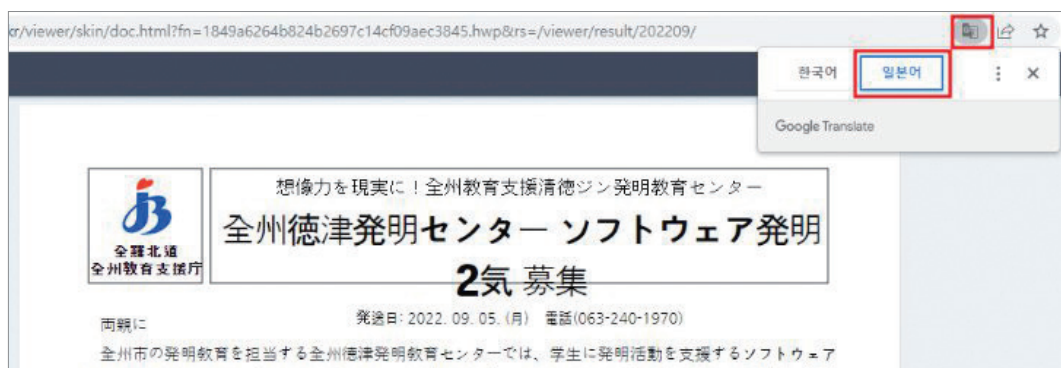 cr/viewer/skin/doc.html?fn=1849a6264b824b2697c14cf09aec3845.hwp&rs=/viewer/result/202209/
한국어 일본어
Google Translate
想像力を現実に！全州教育支援清徳ジン発明教育センター
全州徳津発明センター ソフトウェア発明
2気 募集
全羅北道
全州教育支援庁
発送日: 2022. 09. 05. (月) 電話(063-240-1970)
両親に
全州市の発明教育を担当する全州徳津発明教育センターでは、学生に発明活動を支援するソフトウェア